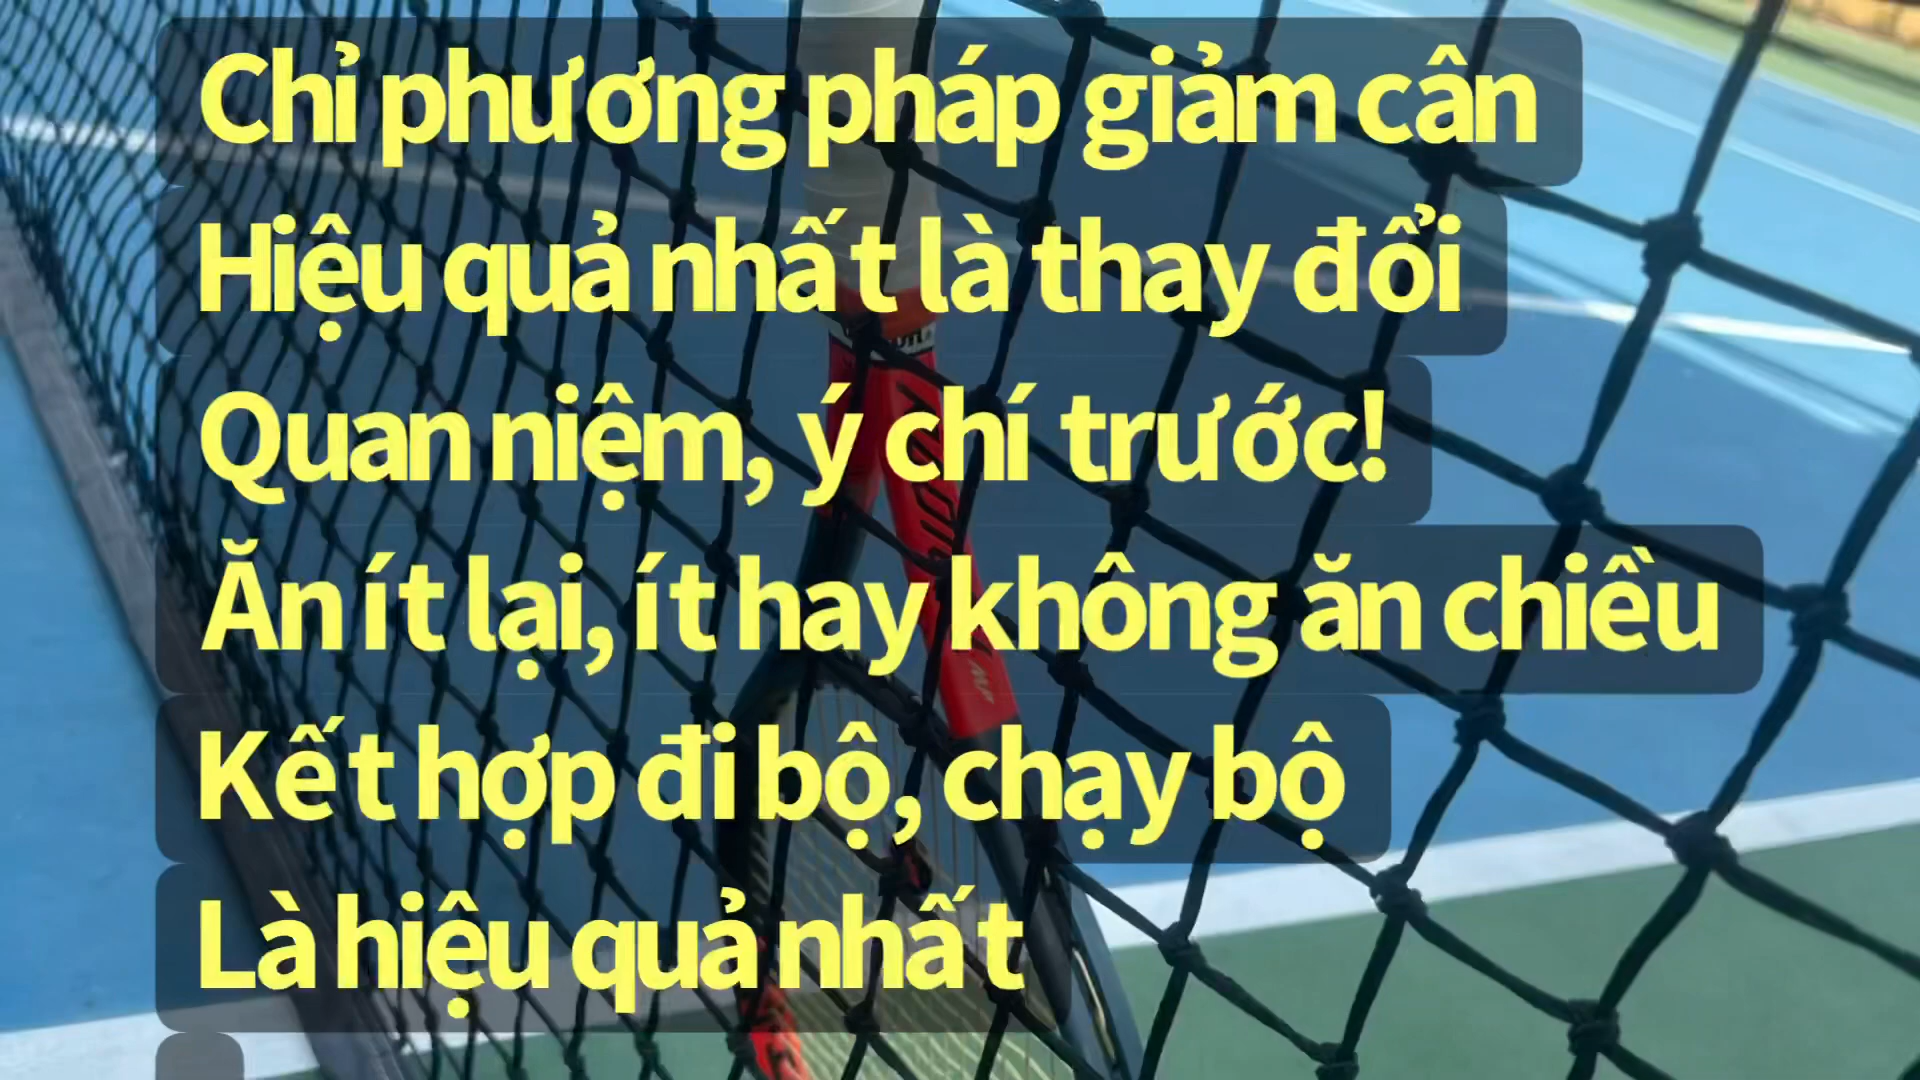 Chỉ phương pháp giảm cân
Hiệu quả nhất là thay đổi
Quan niệm, ý chí trước!
Ăn ít lại, ít hay không ăn chiều
Kết hợp đi bộ, chạy bộ
Là hiệu quả nhất